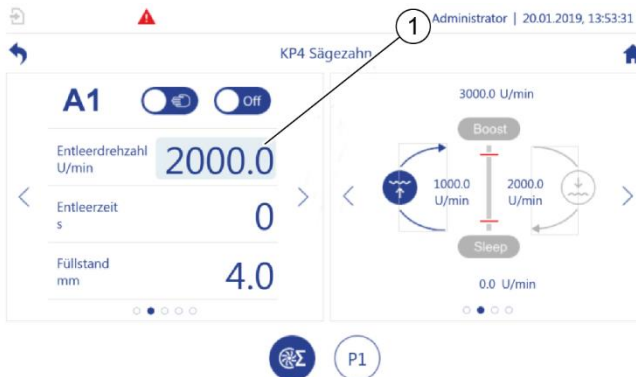 Administrator | 20.01.2019, 13:53:31
1
KP4 Sägezahn
A1
Off
Entleerdrehzahl
U/min
2000.0
Entleerzeit
s
0
Füllstand
mm
4.0
3000.0 U/min
Boost
1000.0
U/min
2000.0
U/min
Sleep
0.0 U/min
Σ
P1